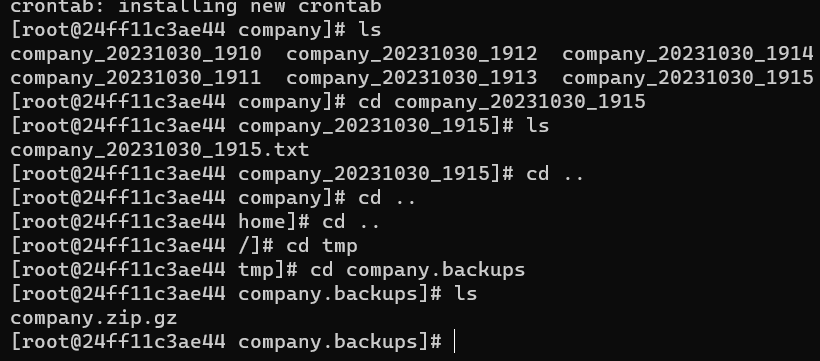 crontab: installing new crontab
[root@24ff11c3ae44 company]# ls
company_20231030_1910  company_20231030_1912  company_20231030_1914
company_20231030_1911  company_20231030_1913  company_20231030_1915
[root@24ff11c3ae44 company]# cd company_20231030_1915
[root@24ff11c3ae44 company_20231030_1915]# ls
company_20231030_1915.txt
[root@24ff11c3ae44 company_20231030_1915]# cd ..
[root@24ff11c3ae44 company]# cd ..
[root@24ff11c3ae44 home]# cd ..
[root@24ff11c3ae44 /]# cd tmp
[root@24ff11c3ae44 tmp]# cd company.backups
[root@24ff11c3ae44 company.backups]# ls
company.zip.gz
[root@24ff11c3ae44 company.backups]#